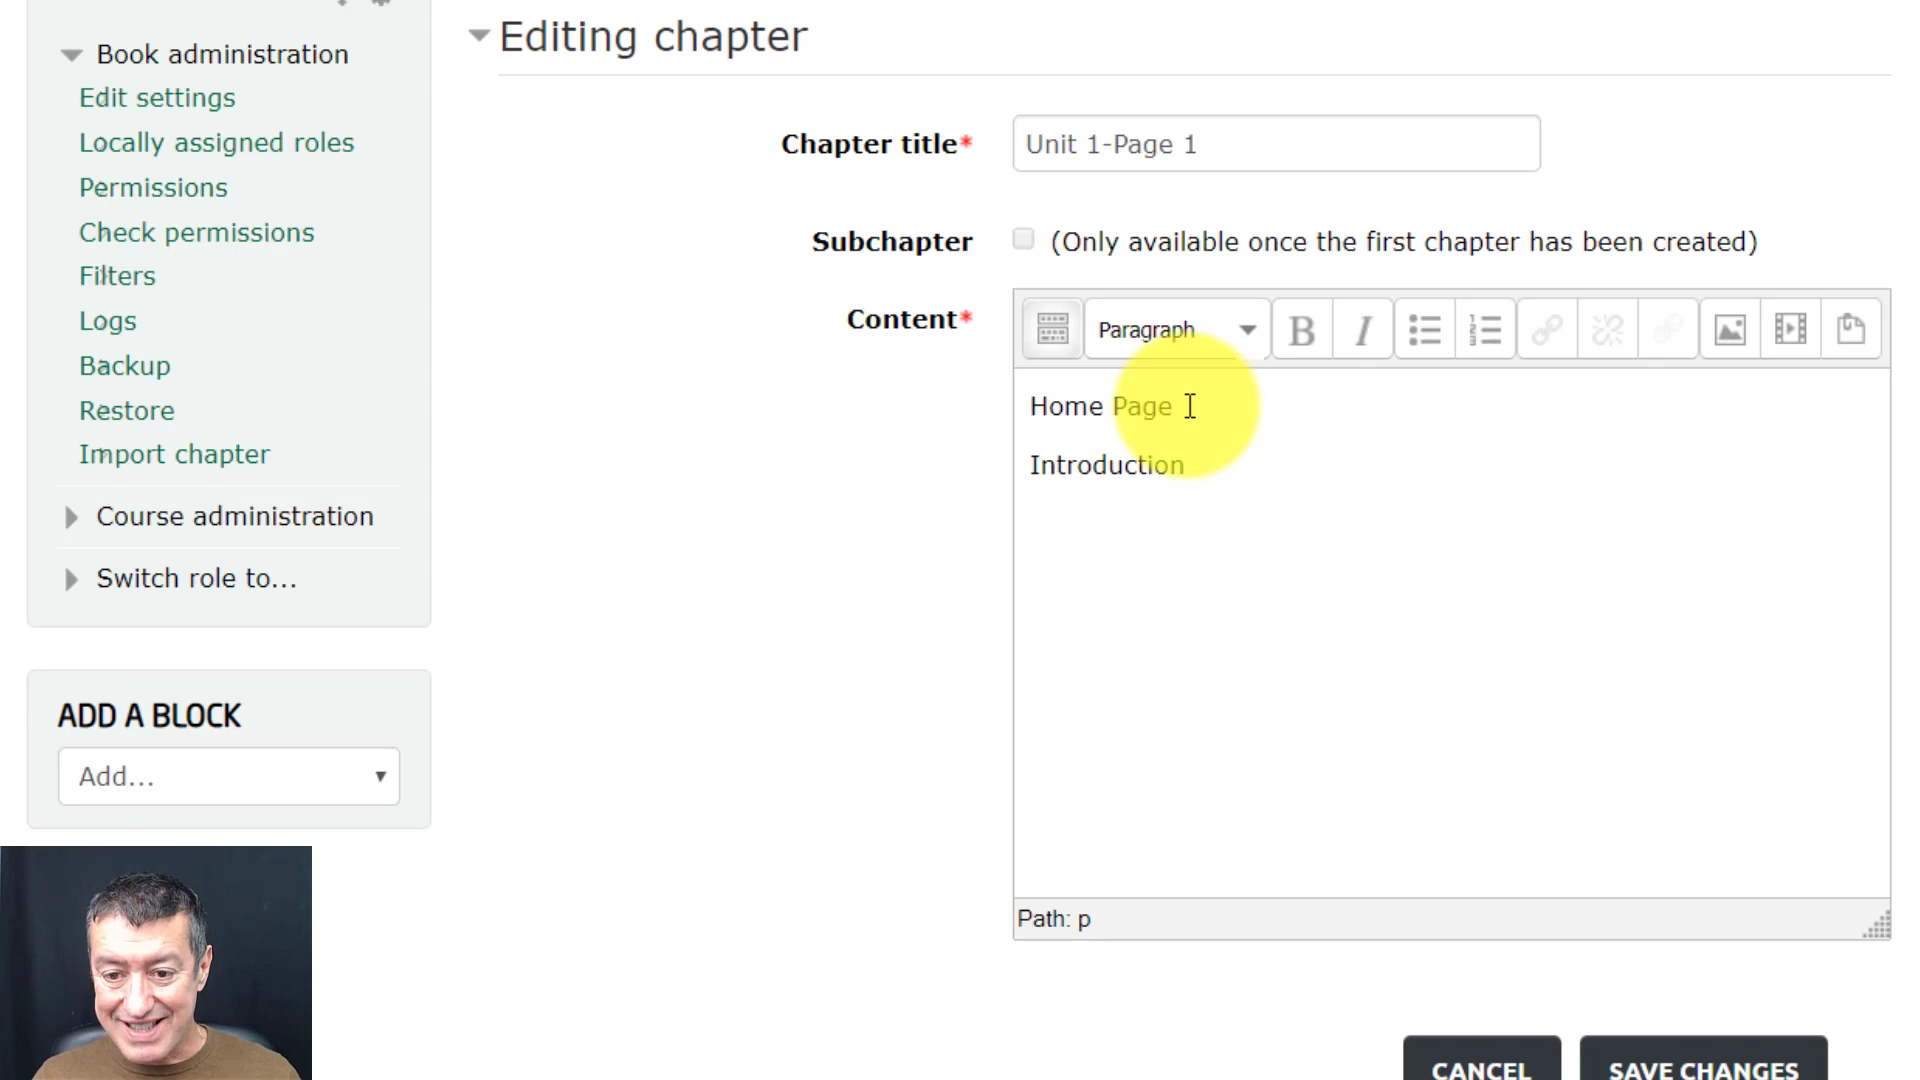 Book administration
Edit settings
Locally assigned roles
Permissions
Check permissions
Filters
Logs
Backup
Restore
Import chapter
Course administration
Switch role to...
ADD A BLOCK
Add...
Editing chapter
Chapter title*
Unit 1-Page 1
Subchapter
(Only available once the first chapter has been created)
Content*
Paragraph
Home Page
Introduction
Path: p
CANCEL
SAVE CHANGES